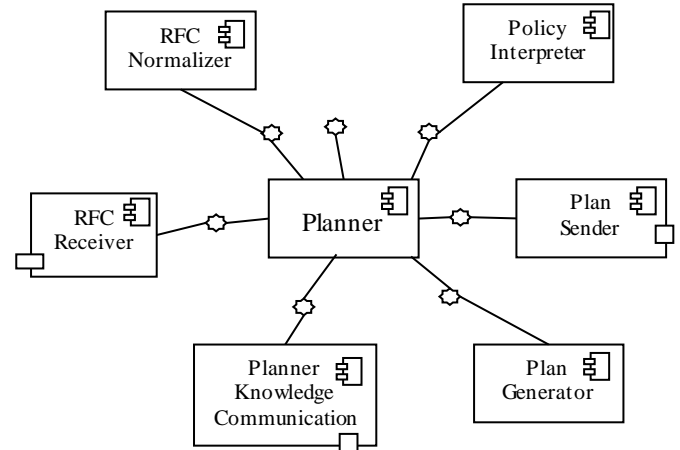 RFC
Normalizer
Policy
Interpreter
RFC
Receiver
Planner
Plan
Sender
Planner
Knowledge
Communication
Plan
Generator